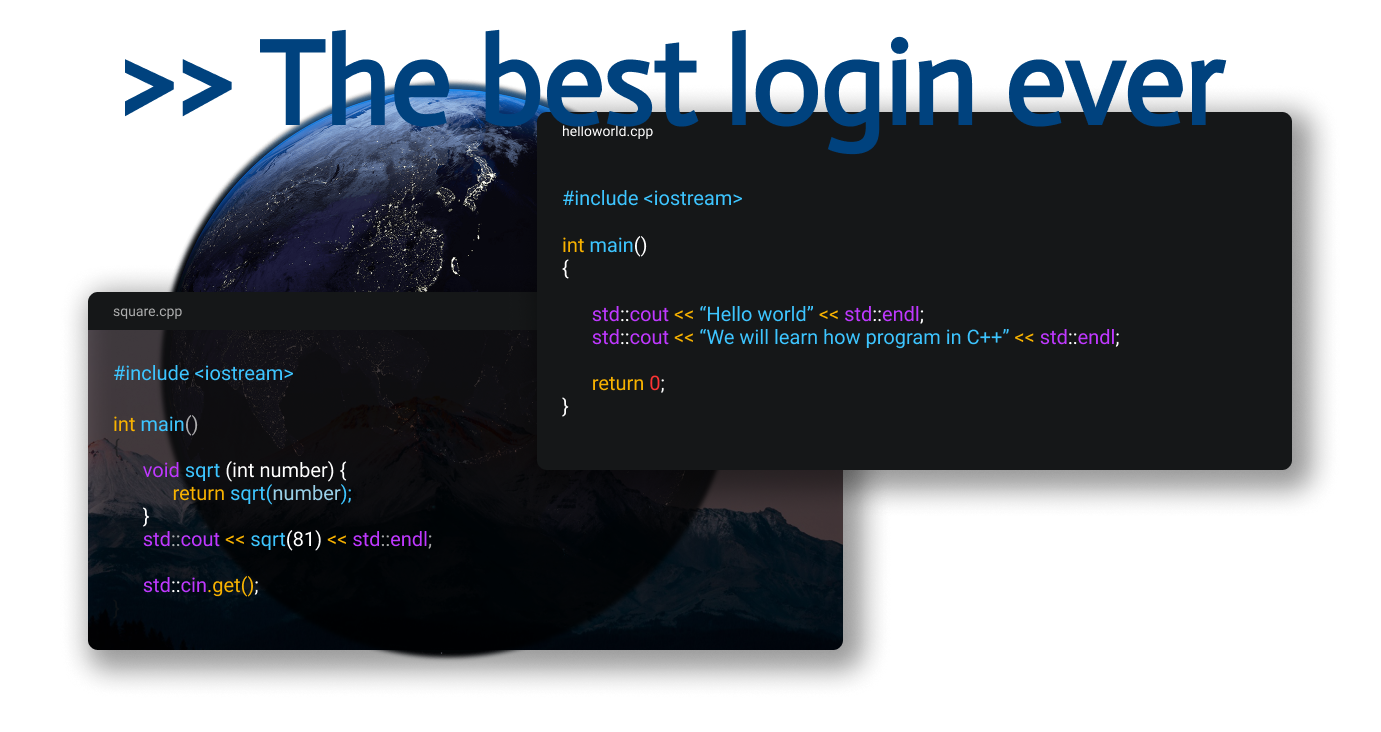 >> The best login ever
helloworld.cpp
#include <iostream>
int main()
{
std::cout << “Hello world” << std::endl;
std::cout << “We will learn how program in C++” << std::endl;
return 0;
}
square.cpp
#include <iostream>
int main()
void sqrt (int number) {
return sqrt(number);
}
std::cout << sqrt(81) << std::endl;
std::cin.get();